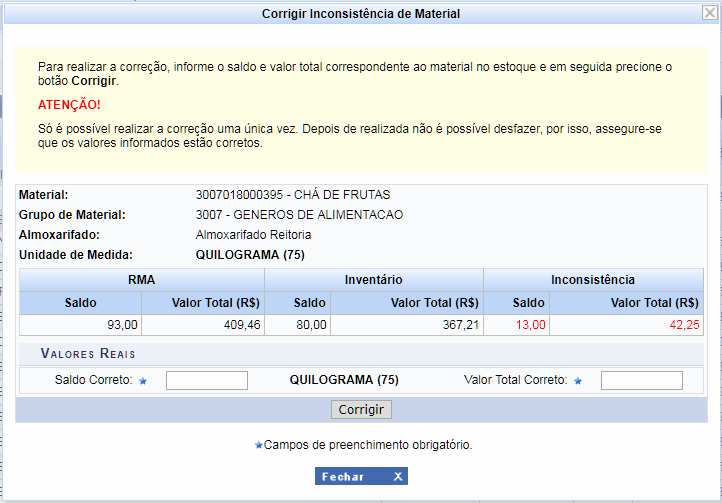 Corrigir Inconsistência de Material
Para realizar a correção, informe o saldo e valor total correspondente ao material no estoque e em seguida precione o
botão Corrigir.
ATENÇÃO!
Só é possível realizar a correção uma única vez. Depois de realizada não é possível desfazer, por isso, assegure-se
que os valores informados estão corretos.
Material: 3007018000395 - CHÁ DE FRUTAS
Grupo de Material: 3007 - GENEROS DE ALIMENTACAO
Almoxarifado: Almoxarifado Reitoria
Unidade de Medida: QUILOGRAMA (75)
RMA Inventário Inconsistência
Saldo Valor Total (R$) Saldo Valor Total (R$) Saldo Valor Total (R$)
93,00 409,46 80,00 367,21 13,00 42,25
VALORES REAIS
Saldo Correto: QUILOGRAMA (75) Valor Total Correto:
Corrigir
Campos de preenchimento obrigatório.
Fechar X